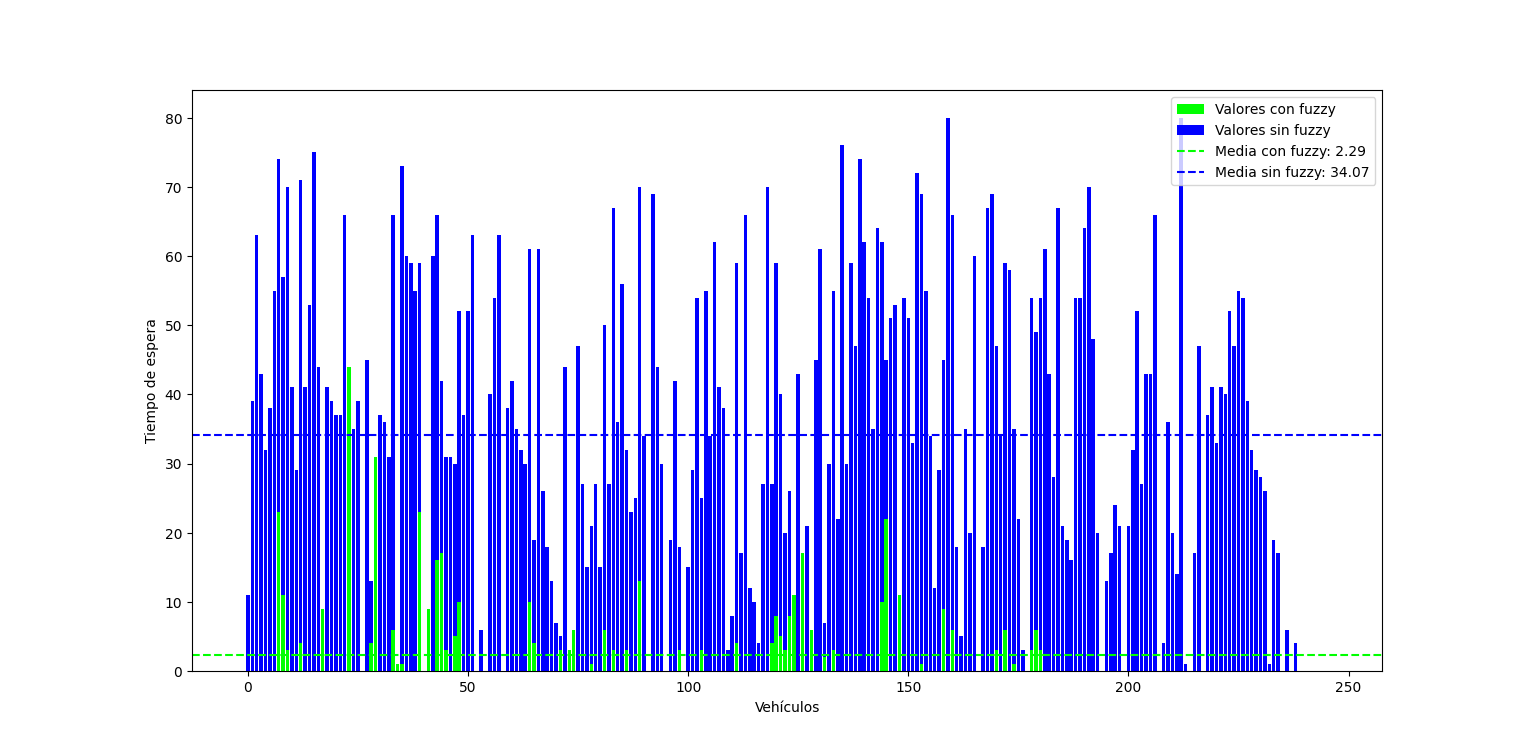 Valores con fuzzy
Valores sin fuzzy
Media con fuzzy: 2.29
Media sin fuzzy: 34.07
80
70
60
50
40
30
20
10
0
Tiempo de espera
0 50 100 150 200 250
Vehículos